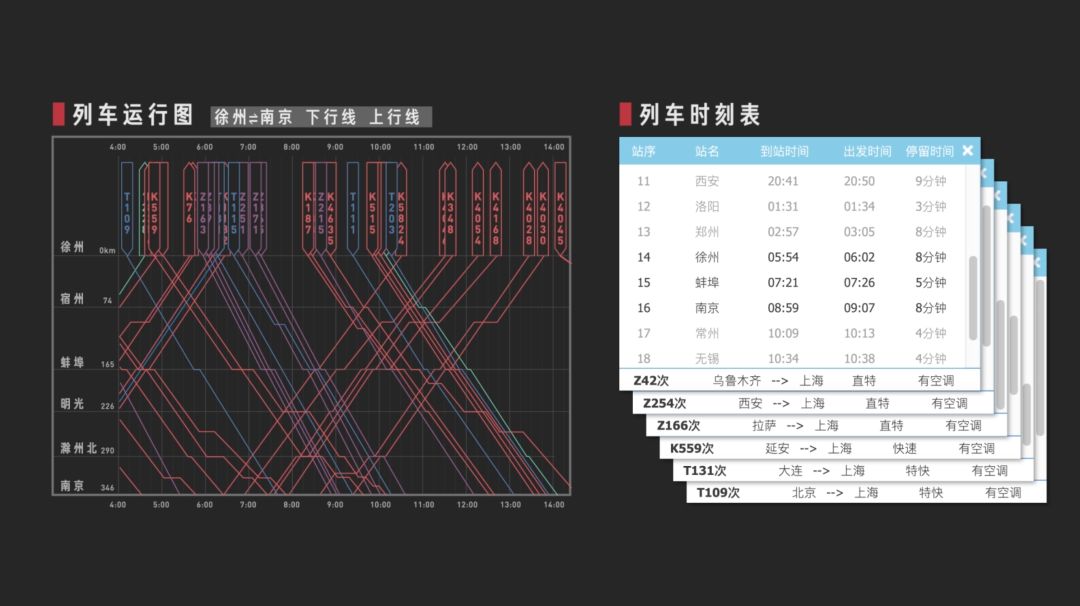 列车运行图 徐州⇌南京 下行线 上行线
4:00 5:00 6:00 7:00 8:00 9:00 10:00 11:00 12:00 13:00 14:00
T109 K559 K76 Z163 T115 Z251 Z171 K187 Z215 K4635 T111 K515 T203 K5824 K348 K4054 K4168 K4028 K4030 K4045
徐州 0km
宿州 74
蚌埠 165
明光 226
滁州北 290
南京 346
4:00 5:00 6:00 7:00 8:00 9:00 10:00 11:00 12:00 13:00 14:00
列车时刻表
站序 站名 到站时间 出发时间 停留时间
11 西安 20:41 20:50 9分钟
12 洛阳 01:31 01:34 3分钟
13 郑州 02:57 03:05 8分钟
14 徐州 05:54 06:02 8分钟
15 蚌埠 07:21 07:26 5分钟
16 南京 08:59 09:07 8分钟
17 常州 10:09 10:13 4分钟
18 无锡 10:34 10:38 4分钟
Z42次 乌鲁木齐 --> 上海 直特 有空调
Z254次 西安 --> 上海 直特 有空调
Z166次 拉萨 --> 上海 直特 有空调
K559次 延安 --> 上海 快速 有空调
T131次 大连 --> 上海 特快 有空调
T109次 北京 --> 上海 特快 有空调